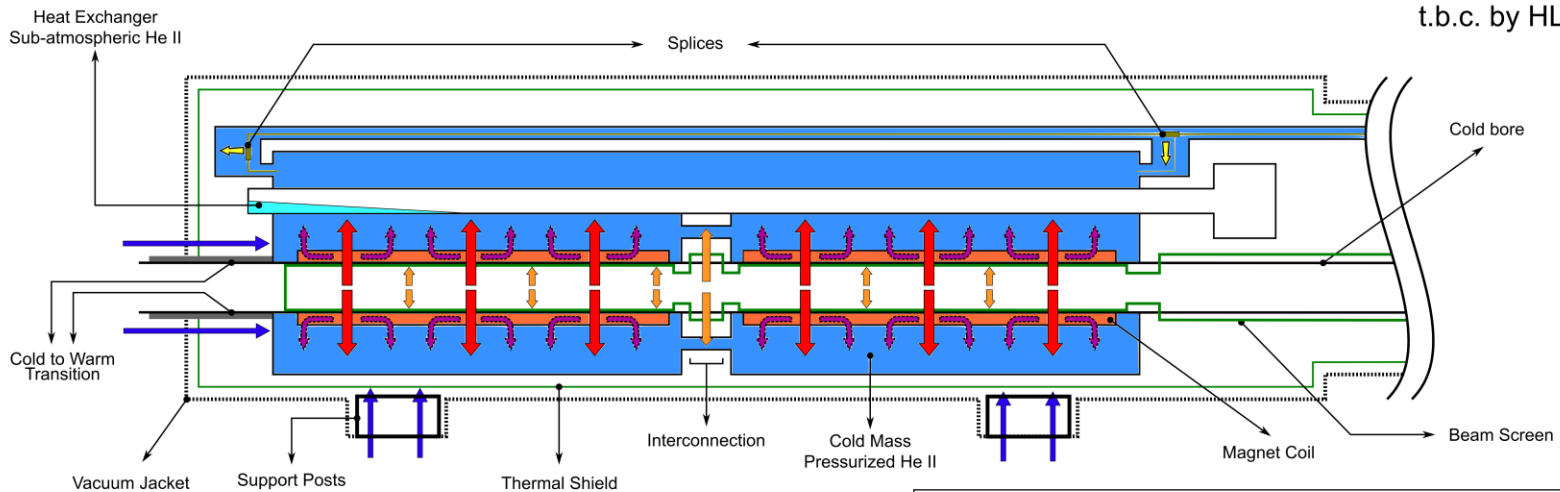 Heat Exchanger
Sub-atmospheric He II
Splices
t.b.c. by HL
Cold bore
Cold to Warm
Transition
Vacuum Jacket
Support Posts
Thermal Shield
Interconnection
Cold Mass
Pressurized He II
Magnet Coil
Beam Screen